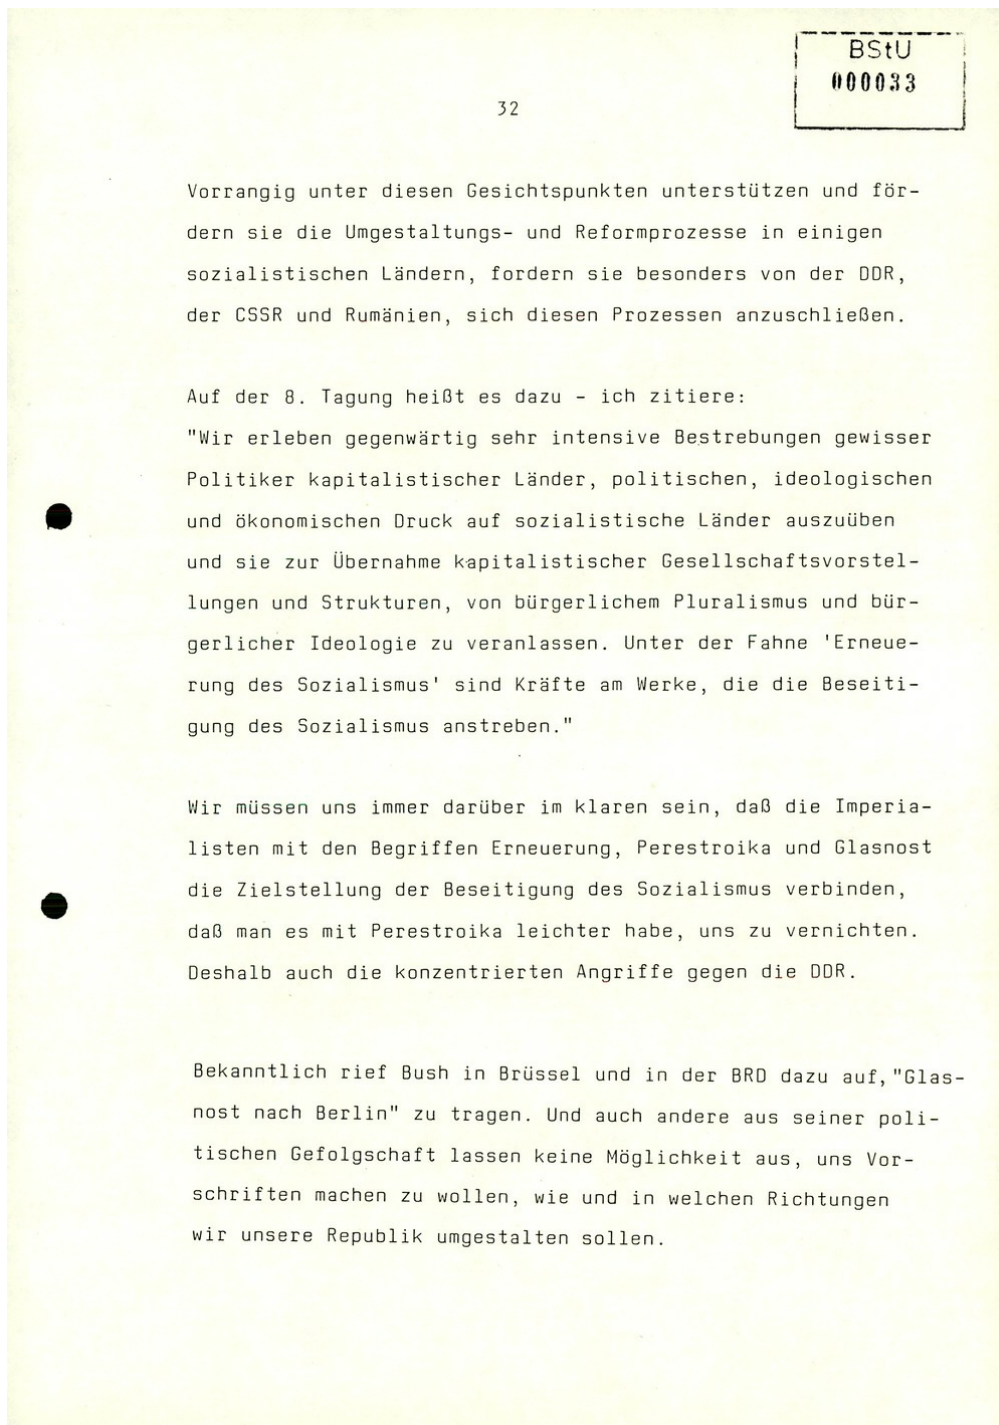 BStU
000033
32
Vorrangig unter diesen Gesichtspunkten unterstützen und för-
dern sie die Umgestaltungs- und Reformprozesse in einigen
sozialistischen Ländern, fordern sie besonders von der DDR,
der CSSR und Rumänien, sich diesen Prozessen anzuschließen.
Auf der 8. Tagung heißt es dazu - ich zitiere:
"Wir erleben gegenwärtig sehr intensive Bestrebungen gewisser
Politiker kapitalistischer Länder, politischen, ideologischen
und ökonomischen Druck auf sozialistische Länder auszuüben
und sie zur Übernahme kapitalistischer Gesellschaftsvorstel-
lungen und Strukturen, von bürgerlichem Pluralismus und bür-
gerlicher Ideologie zu veranlassen. Unter der Fahne 'Erneue-
rung des Sozialismus' sind Kräfte am Werke, die die Beseiti-
gung des Sozialismus anstreben."
Wir müssen uns immer darüber im klaren sein, daß die Imperia-
listen mit den Begriffen Erneuerung, Perestroika und Glasnost
die Zielstellung der Beseitigung des Sozialismus verbinden,
daß man es mit Perestroika leichter habe, uns zu vernichten.
Deshalb auch die konzentrierten Angriffe gegen die DDR.
Bekanntlich rief Bush in Brüssel und in der BRD dazu auf, "Glas-
nost nach Berlin" zu tragen. Und auch andere aus seiner poli-
tischen Gefolgschaft lassen keine Möglichkeit aus, uns Vor-
schriften machen zu wollen, wie und in welchen Richtungen
wir unsere Republik umgestalten sollen.